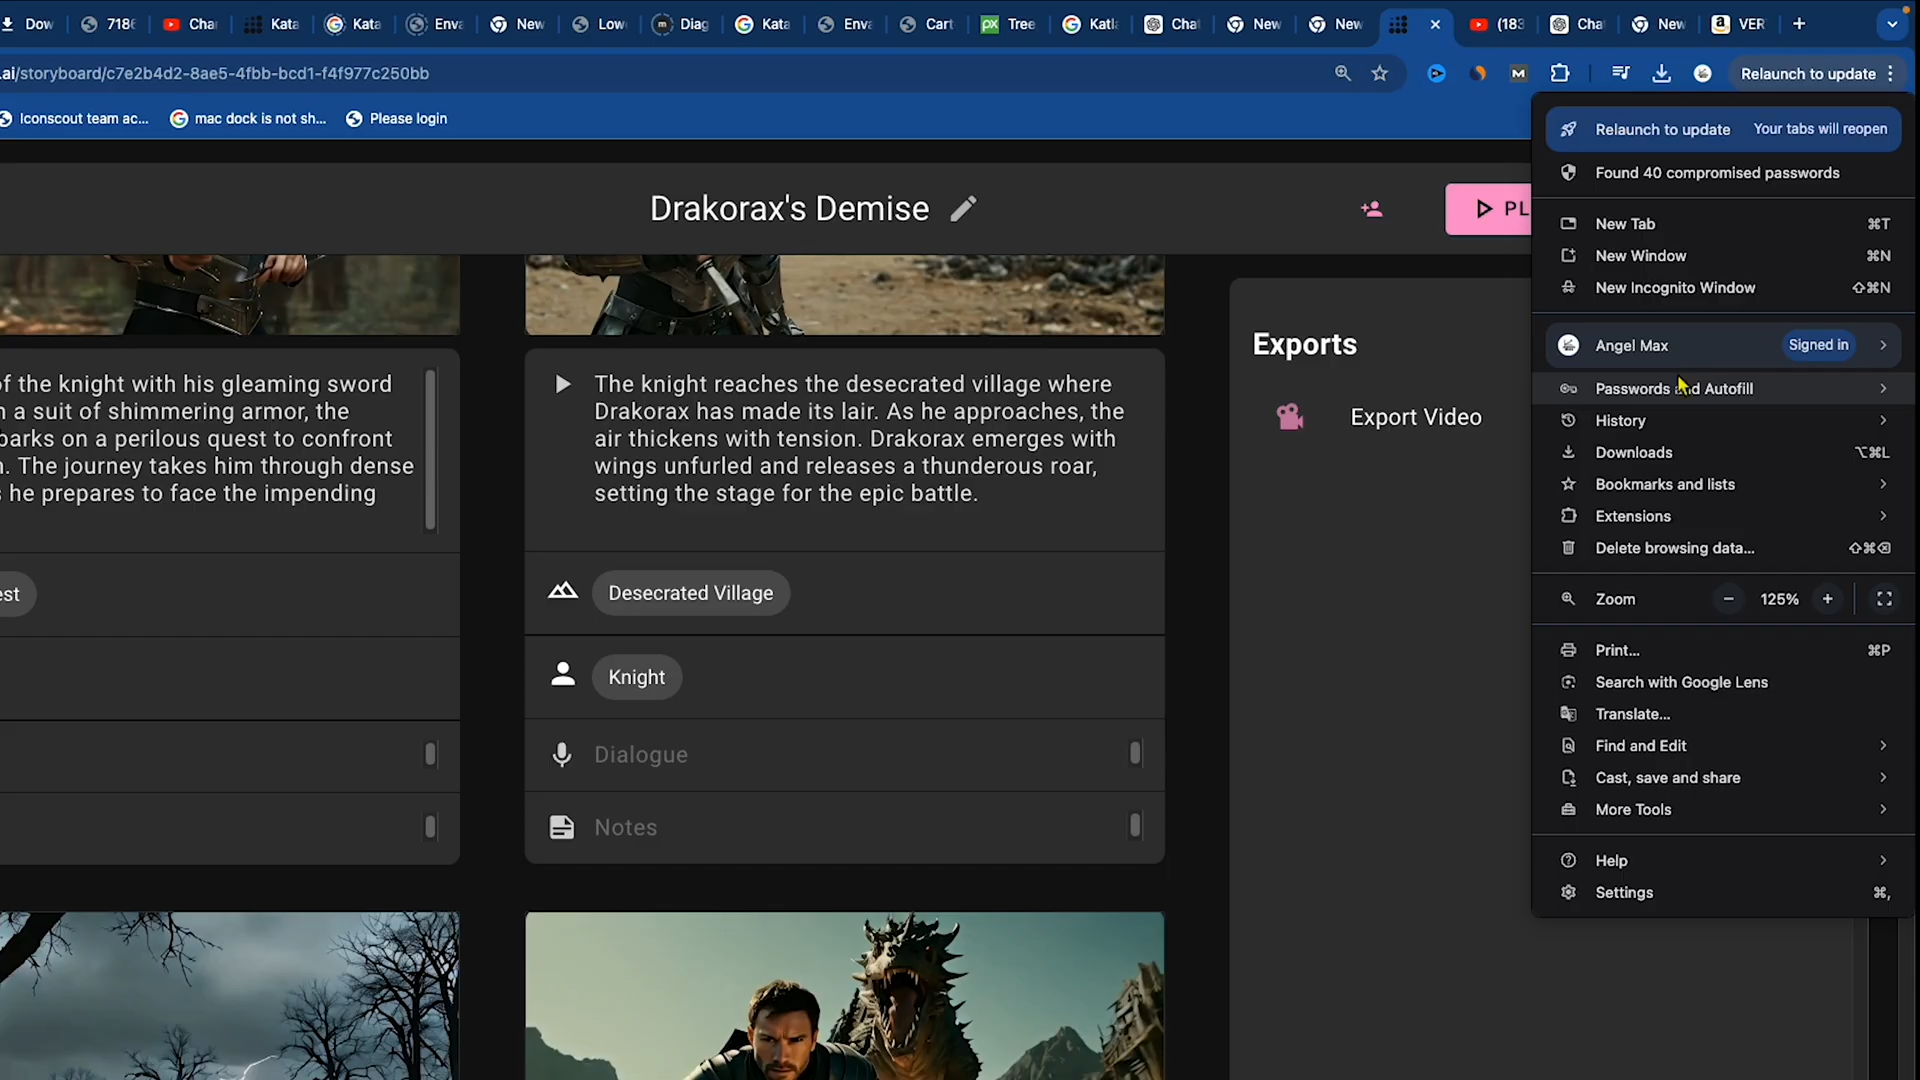 Dow
7186
Cha
Kata
Kata
Enva
New
Low
Diag
Kata
Enva
Cart
Tree
Katl
Cha
New
New
(183
Cha
New
VER
.ai/storyboard/c7e2b4d2-8ae5-4fbb-bcd1-f4f977c250bb
Relaunch to update
Iconscout team ac...
mac dock is not sh...
Please login
Relaunch to update Your tabs will reopen
Found 40 compromised passwords
New Tab ⌘T
New Window ⌘N
New Incognito Window ⇧⌘N
Angel Max Signed in
Passwords and Autofill
History
Downloads ⌥⌘L
Bookmarks and lists
Extensions
Delete browsing data... ⇧⌘⌫
Zoom − 125% +
Print... ⌘P
Search with Google Lens
Translate...
Find and Edit
Cast, save and share
More Tools
Help
Settings ⌘,
Drakorax's Demise
PL
Exports
Export Video
of the knight with his gleaming sword
a suit of shimmering armor, the
barks on a perilous quest to confront
. The journey takes him through dense
he prepares to face the impending
est
The knight reaches the desecrated village where
Drakorax has made its lair. As he approaches, the
air thickens with tension. Drakorax emerges with
wings unfurled and releases a thunderous roar,
setting the stage for the epic battle.
Desecrated Village
Knight
Dialogue
Notes